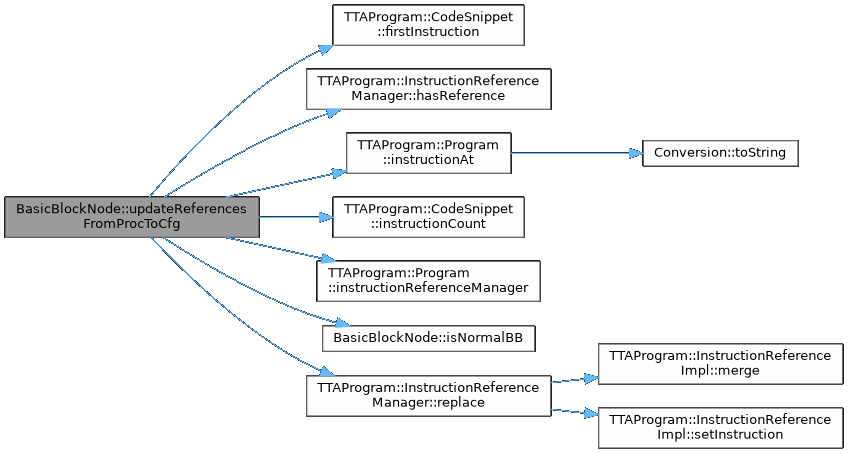 TTAProgram::CodeSnippet
::firstInstruction
TTAProgram::InstructionReference
Manager::hasReference
TTAProgram::Program
::instructionAt
Conversion::toString
BasicBlockNode::updateReferences
FromProcToCfg
TTAProgram::CodeSnippet
::instructionCount
TTAProgram::Program
::instructionReferenceManager
BasicBlockNode::isNormalBB
TTAProgram::InstructionReference
Manager::replace
TTAProgram::InstructionReference
Impl::merge
TTAProgram::InstructionReference
Impl::setInstruction